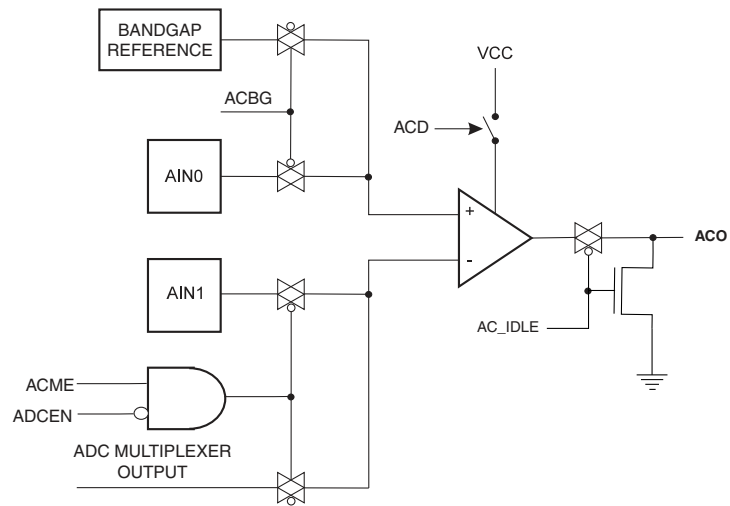 BANDGAP
REFERENCE
VCC
ACBG
ACD
AIN0
+
ACO
-
AIN1
AC_IDLE
ACME
ADCEN
ADC MULTIPLEXER
OUTPUT